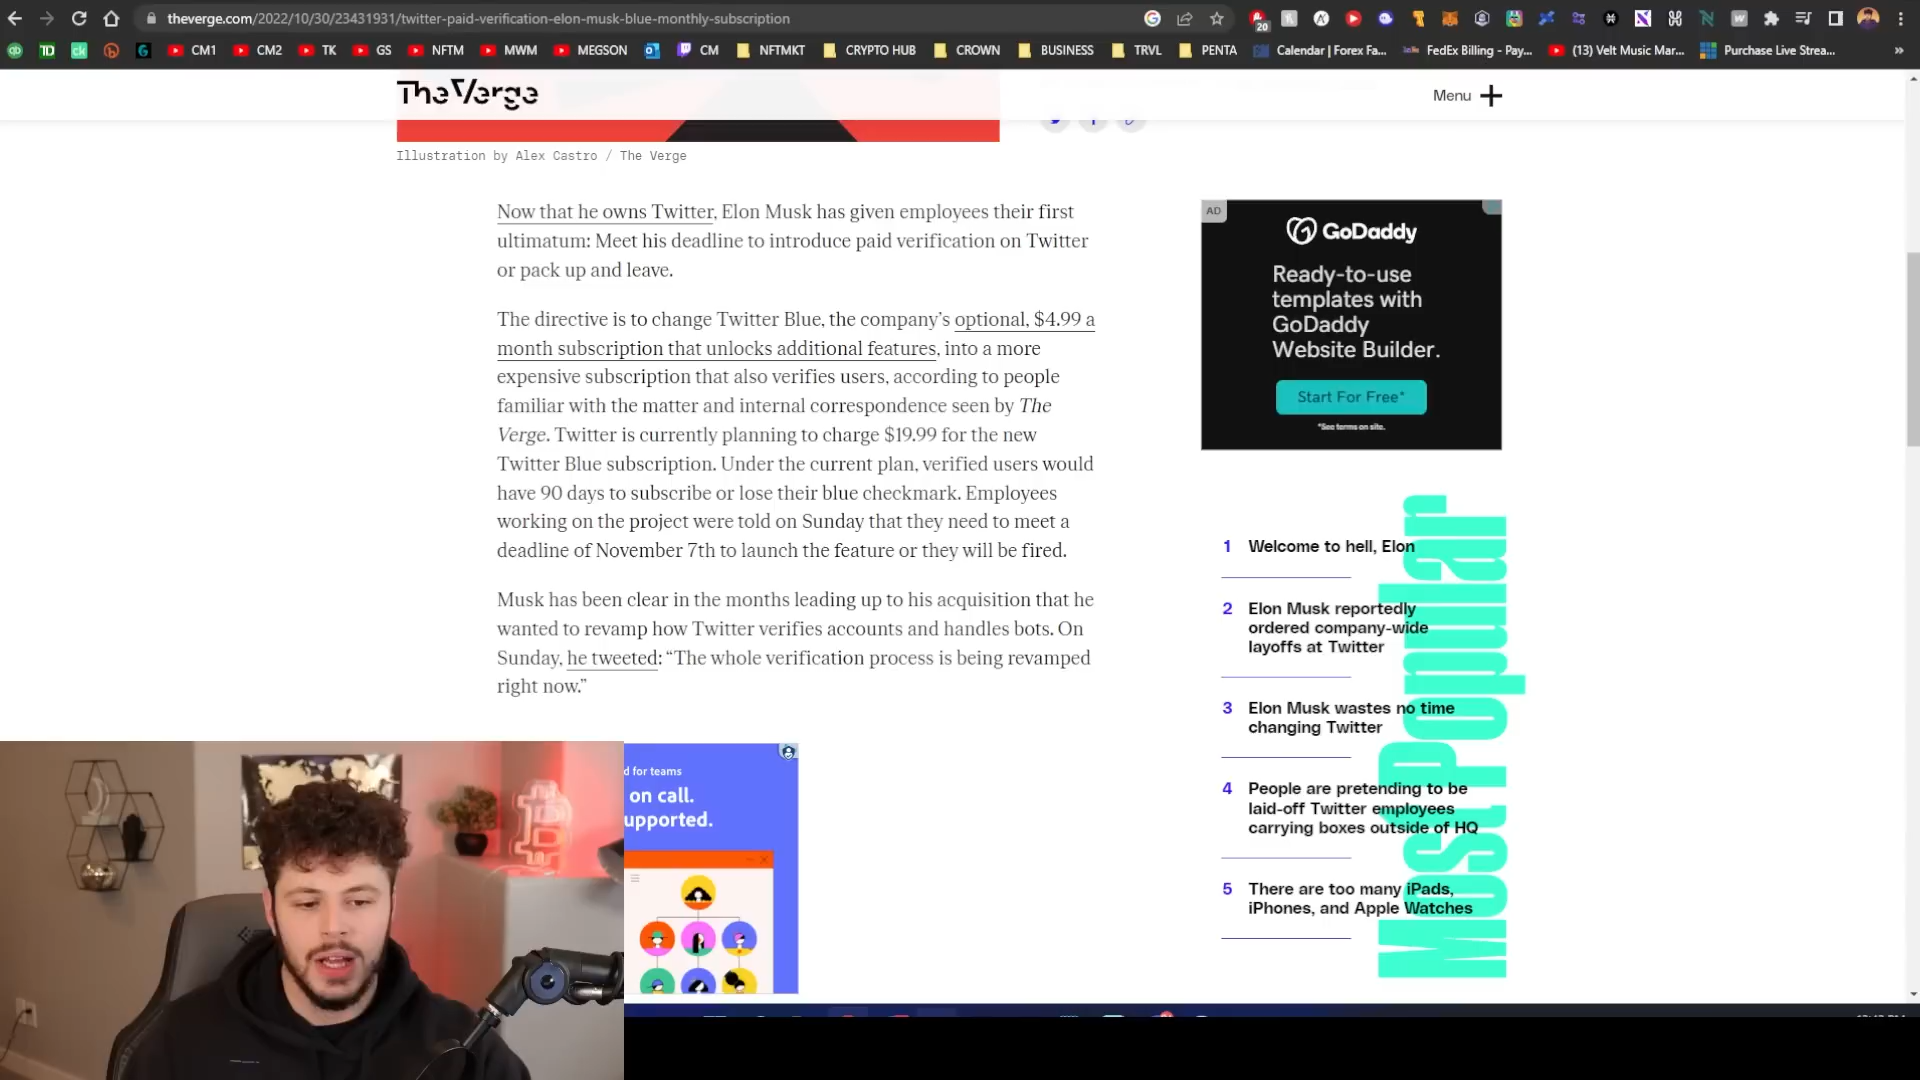 theverge.com/2022/10/30/23431931/twitter-paid-verification-elon-musk-blue-monthly-subscription
20
CM1 CM2 TK GS NFTM MWM MEGSON CM NFTMKT CRYPTO HUB CROWN BUSINESS TRVL PENTA Calendar | Forex Fa... FedEx Billing - Pay... (13) Velt Music Mar... Purchase Live Strea... »
The Verge
Menu
Illustration by Alex Castro / The Verge
Now that he owns Twitter, Elon Musk has given employees their first
ultimatum: Meet his deadline to introduce paid verification on Twitter
or pack up and leave.
The directive is to change Twitter Blue, the company’s optional, $4.99 a
month subscription that unlocks additional features, into a more
expensive subscription that also verifies users, according to people
familiar with the matter and internal correspondence seen by The
Verge. Twitter is currently planning to charge $19.99 for the new
Twitter Blue subscription. Under the current plan, verified users would
have 90 days to subscribe or lose their blue checkmark. Employees
working on the project were told on Sunday that they need to meet a
deadline of November 7th to launch the feature or they will be fired.
Musk has been clear in the months leading up to his acquisition that he
wanted to revamp how Twitter verifies accounts and handles bots. On
Sunday, he tweeted: “The whole verification process is being revamped
right now.”
AD
GoDaddy
Ready-to-use
templates with
GoDaddy
Website Builder.
Start For Free*
*See terms on site.
Most Popular
1 Welcome to hell, Elon
2 Elon Musk reportedly
ordered company-wide
layoffs at Twitter
3 Elon Musk wastes no time
changing Twitter
4 People are pretending to be
laid-off Twitter employees
carrying boxes outside of HQ
5 There are too many iPads,
iPhones, and Apple Watches
d for teams
on call.
upported.